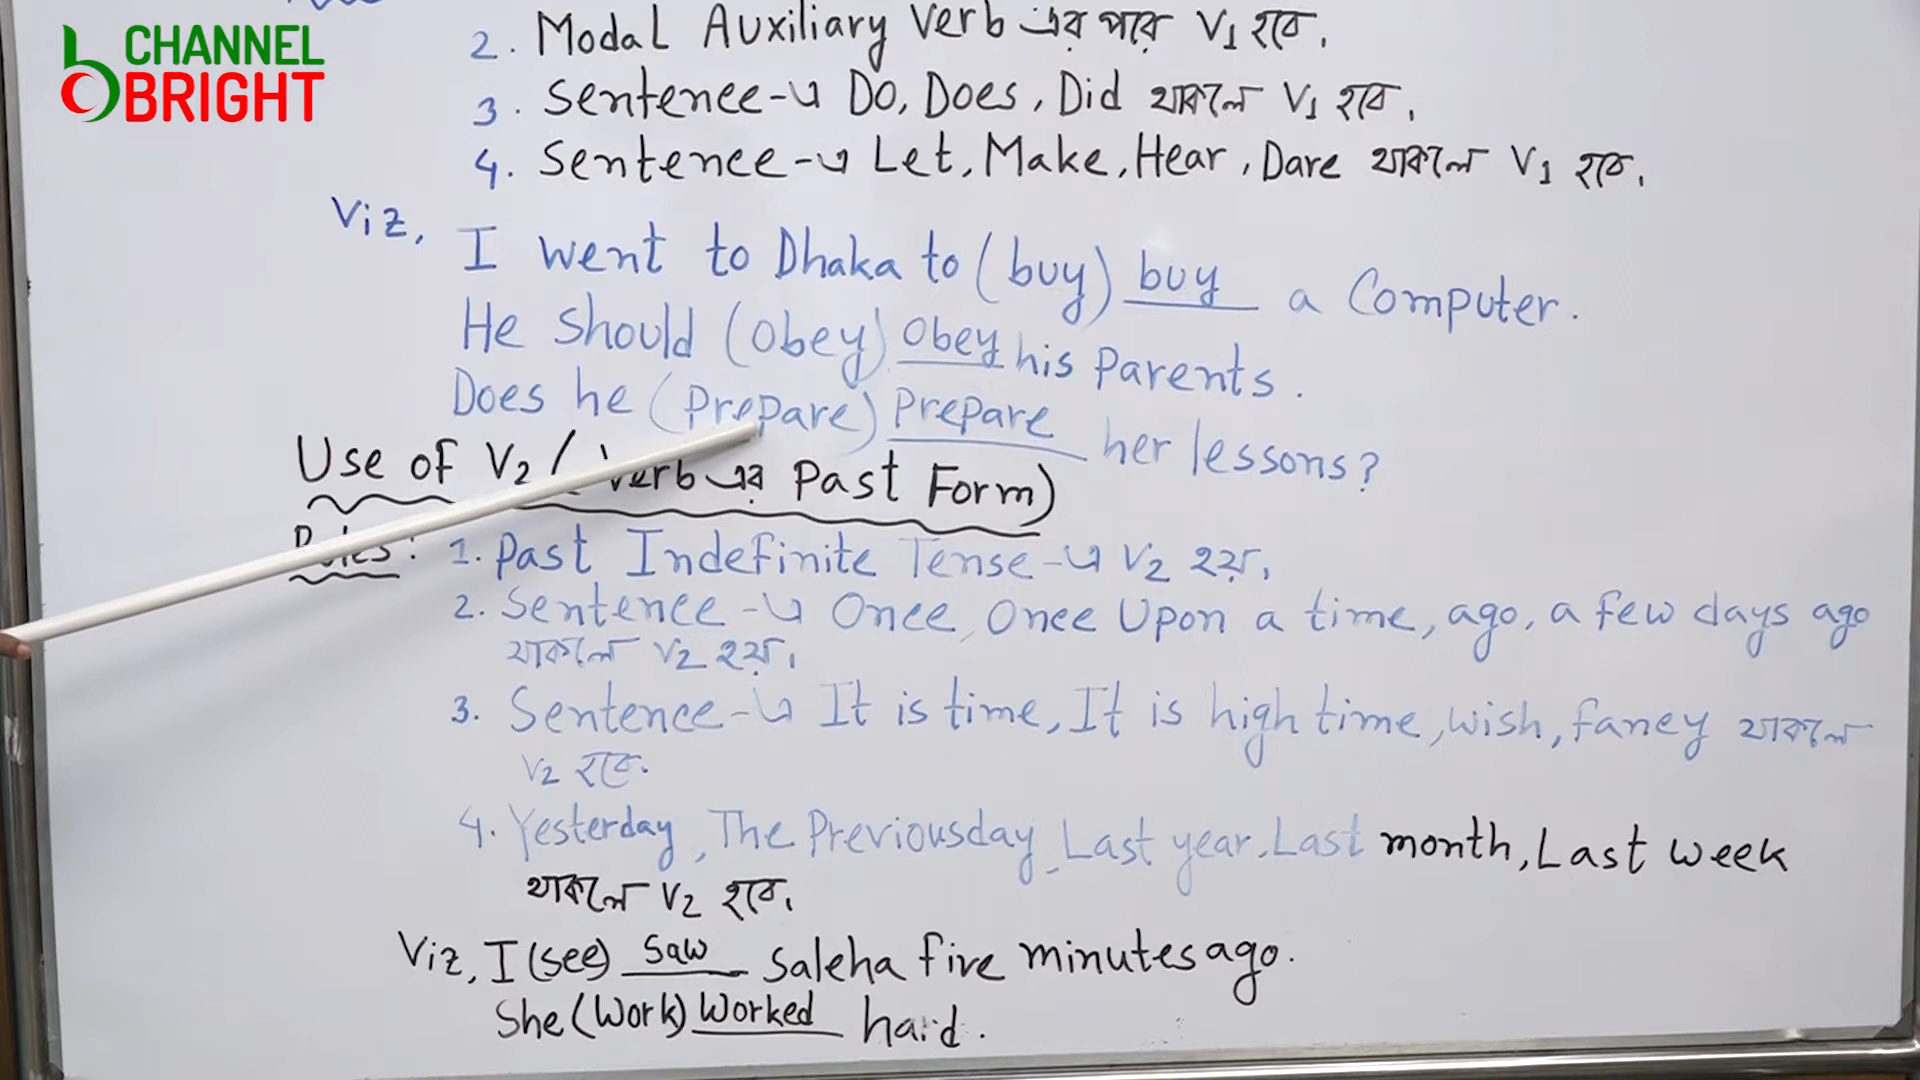 CHANNEL
BRIGHT
2. Modal Auxiliary Verb এর পরে V1 হবে.
3. Sentence-এ Do, Does, Did থাকলে V1 হবে.
4. Sentence-এ Let, Make, Hear, Dare থাকলে V1 হবে.
Viz, I went to Dhaka to (buy) buy a Computer.
He Should (obey) obey his Parents.
Does he (prepare) prepare her lessons?
Use of V2 ( Verb এর Past Form)
Rules: 1. Past Indefinite Tense-এ V2 হয়.
2. Sentence-এ Once, Once Upon a time, ago, a few days ago
থাকলে V2 হয়.
3. Sentence-এ It is time, It is high time, wish, fancy থাকলে
V2 হবে.
4. Yesterday, The Previousday, Last year, Last month, Last week
থাকলে V2 হবে.
Viz, I (see) saw Saleha five minutes ago.
She (Work) Worked hard.